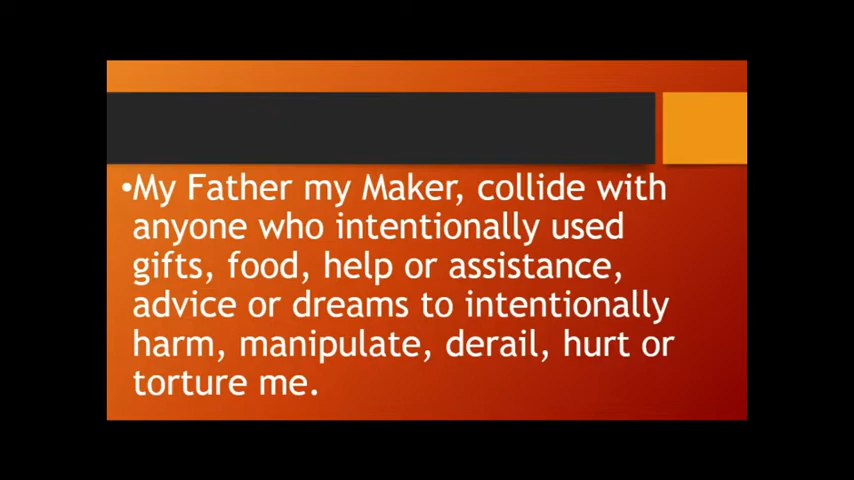 •My Father my Maker, collide with
anyone who intentionally used
gifts, food, help or assistance,
advice or dreams to intentionally
harm, manipulate, derail, hurt or
torture me.